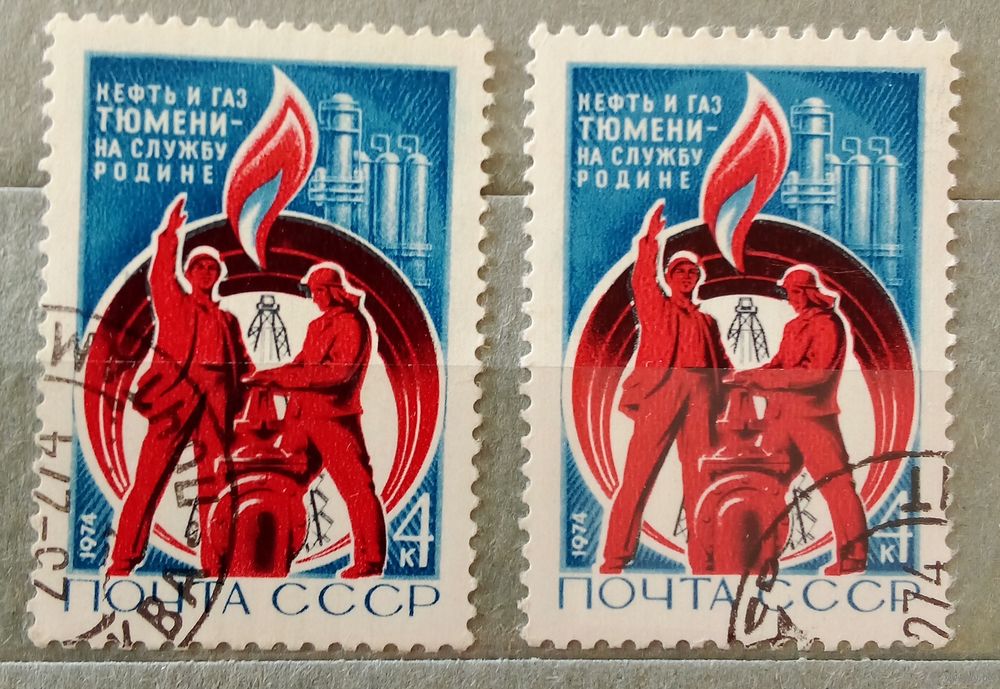 НЕФТЬ И ГАЗ
ТЮМЕНИ-
НА СЛУЖБУ
РОДИНЕ
1974
4
К
ПОЧТА СССР
НЕФТЬ И ГАЗ
ТЮМЕНИ-
НА СЛУЖБУ
РОДИНЕ
1974
4
К
ПОЧТА СССР